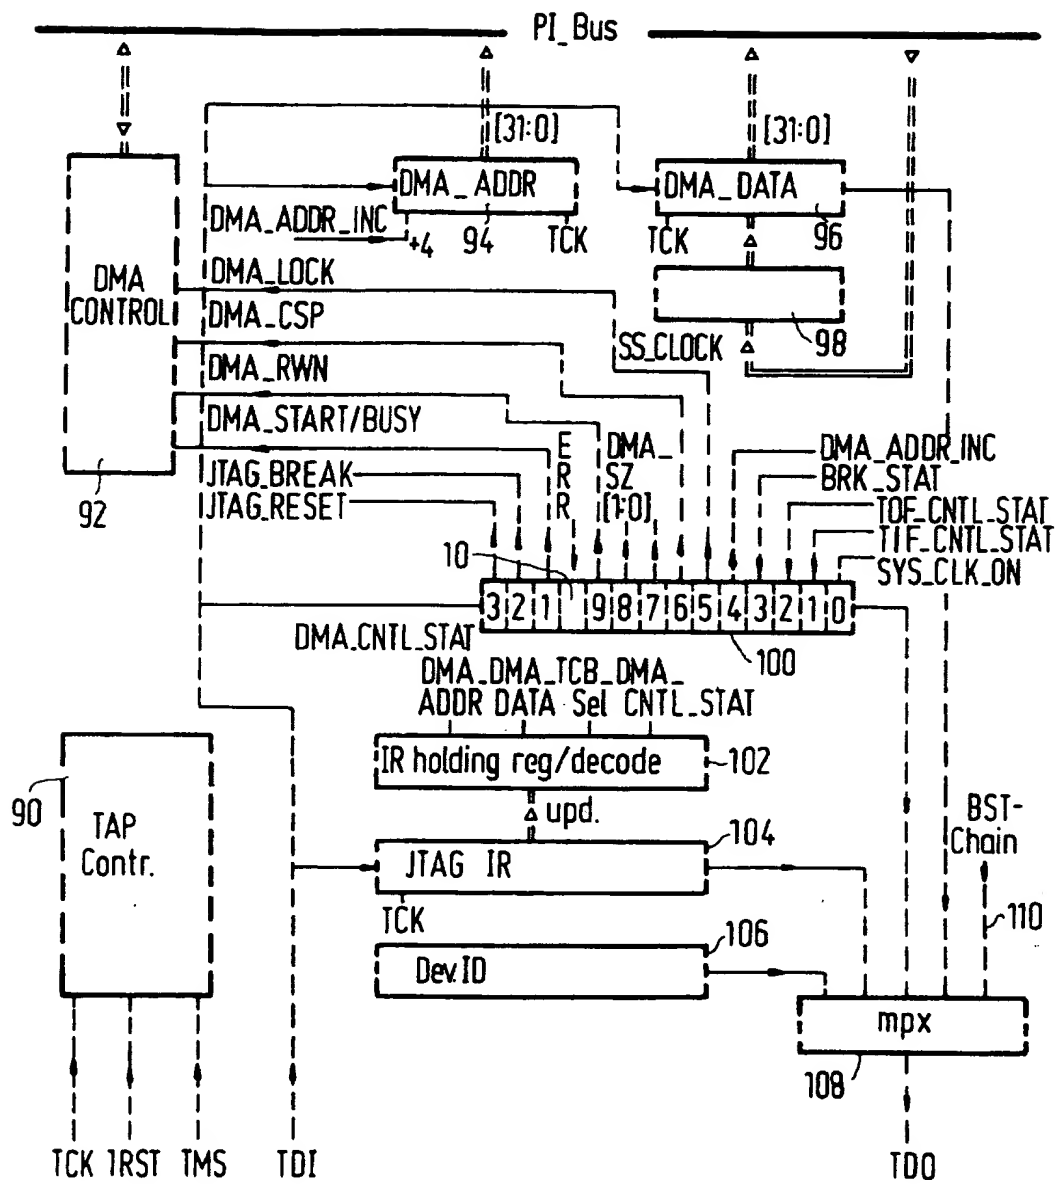 PI_Bus
[31:0]
[31:0]
DMA_ADDR
DMA_DATA
DMA_ADDR_INC
+4
94
TCK
TCK
96
DMA
CONTROL
DMA_LOCK
DMA_CSP
SS_CLOCK
98
DMA_RWN
DMA_START/BUSY
JTAG_BREAK
JTAG_RESET
92
E
R
R
DMA_
SZ
[1:0]
DMA_ADDR_INC
BRK_STAT
TOF_CNTL_STAT
TIF_CNTL_STAT
SYS_CLK_ON
10
3 2 1 9 8 7 6 5 4 3 2 1 0
DMA_CNTL_STAT
100
DMA_DMA_TCB_DMA_
ADDR DATA Sel CNTL_STAT
IR holding reg/decode
102
upd.
90
TAP
Contr.
BST-
Chain
104
JTAG IR
TCK
106
110
Dev.ID
mpx
108
TCK TRST TMS TDI TDO